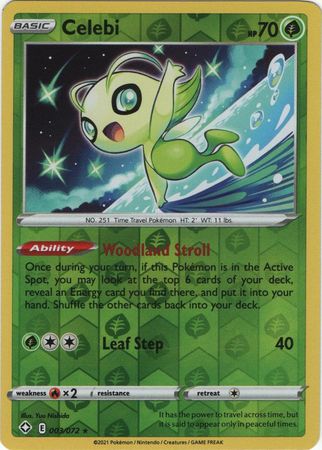 BASIC
Celebi
HP 70
NO. 251 Time Travel Pokémon HT: 2' WT: 11 lbs.
Ability Woodland Stroll
Once during your turn, if this Pokémon is in the Active
Spot, you may look at the top 6 cards of your deck,
reveal an Energy card you find there, and put it into your
hand. Shuffle the other cards back into your deck.
Leaf Step 40
weakness ×2 resistance retreat
Illus. Yuu Nishida
E 003/072 ★
It has the power to travel across time, but
it is said to appear only in peaceful times.
©2021 Pokémon / Nintendo / Creatures / GAME FREAK